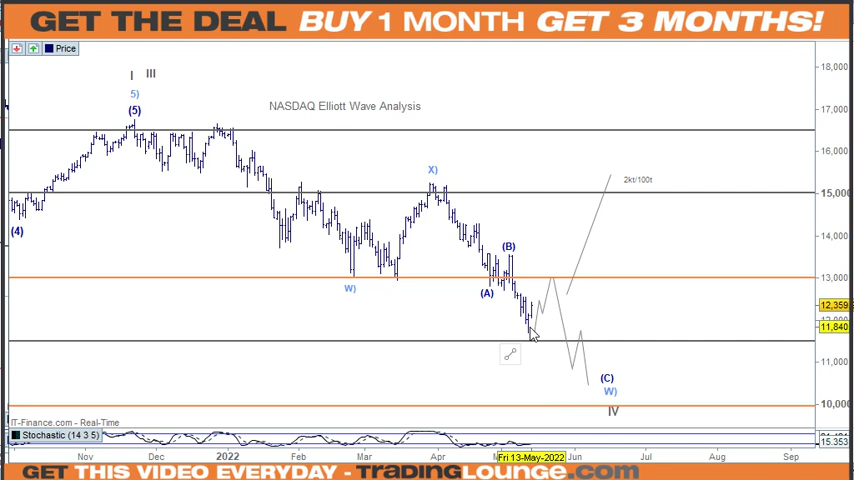 GET THE DEAL BUY 1 MONTH GET 3 MONTHS!
Price
18,000
I III
5)
(5)
NASDAQ Elliott Wave Analysis
17,000
16,000
X)
2kt/100t
15,000
(4)
14,000
(B)
13,000
W)
(A)
12,359
11,840
11,000
(C)
W)
10,000
IV
IT-Finance.com - Real-Time
Stochastic (14 3 5)
15.353
Nov Dec 2022 Feb Mar Apr Fri 13-May-2022 Jun Jul Aug Sep
GET THIS VIDEO EVERYDAY - TradingLounge.com